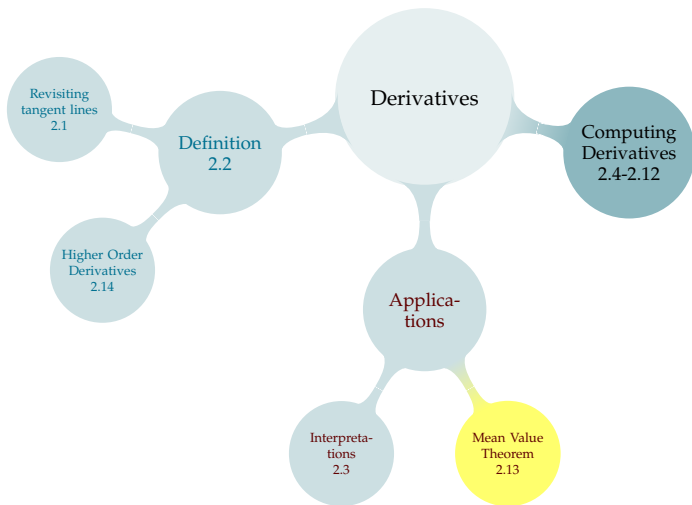 Derivatives
Revisiting
tangent lines
2.1
Definition
2.2
Computing
Derivatives
2.4-2.12
Higher Order
Derivatives
2.14
Applica-
tions
Interpreta-
tions
2.3
Mean Value
Theorem
2.13